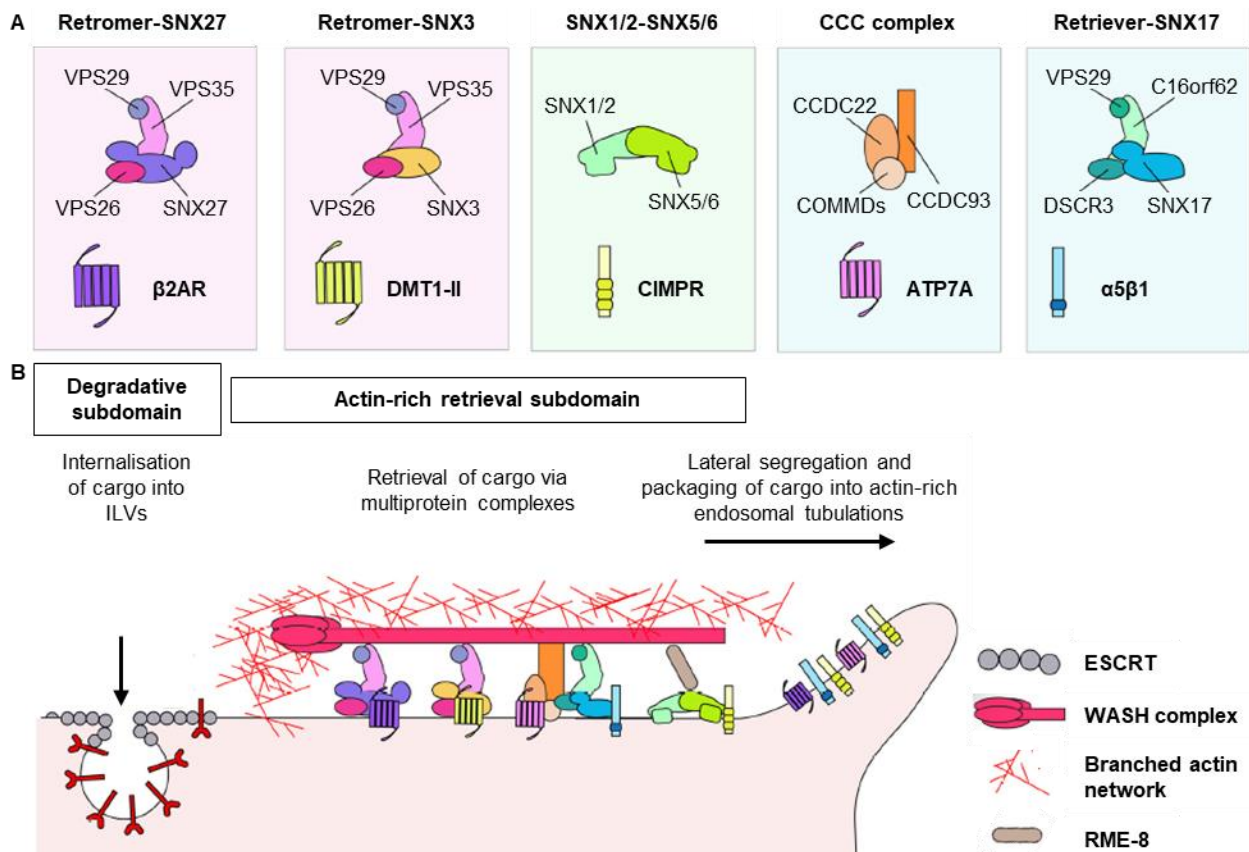 A
Retromer-SNX27
Retromer-SNX3
SNX1/2-SNX5/6
CCC complex
Retriever-SNX17
VPS29
VPS35
VPS26
SNX27
β2AR
VPS29
VPS35
VPS26
SNX3
DMT1-II
SNX1/2
SNX5/6
CIMPR
CCDC22
COMMDs
CCDC93
ATP7A
VPS29
C16orf62
DSCR3
SNX17
α5β1
B
Degradative
subdomain
Actin-rich retrieval subdomain
Internalisation
of cargo into
ILVs
Retrieval of cargo via
multiprotein complexes
Lateral segregation and
packaging of cargo into actin-rich
endosomal tubulations
ESCRT
WASH complex
Branched actin
network
RME-8